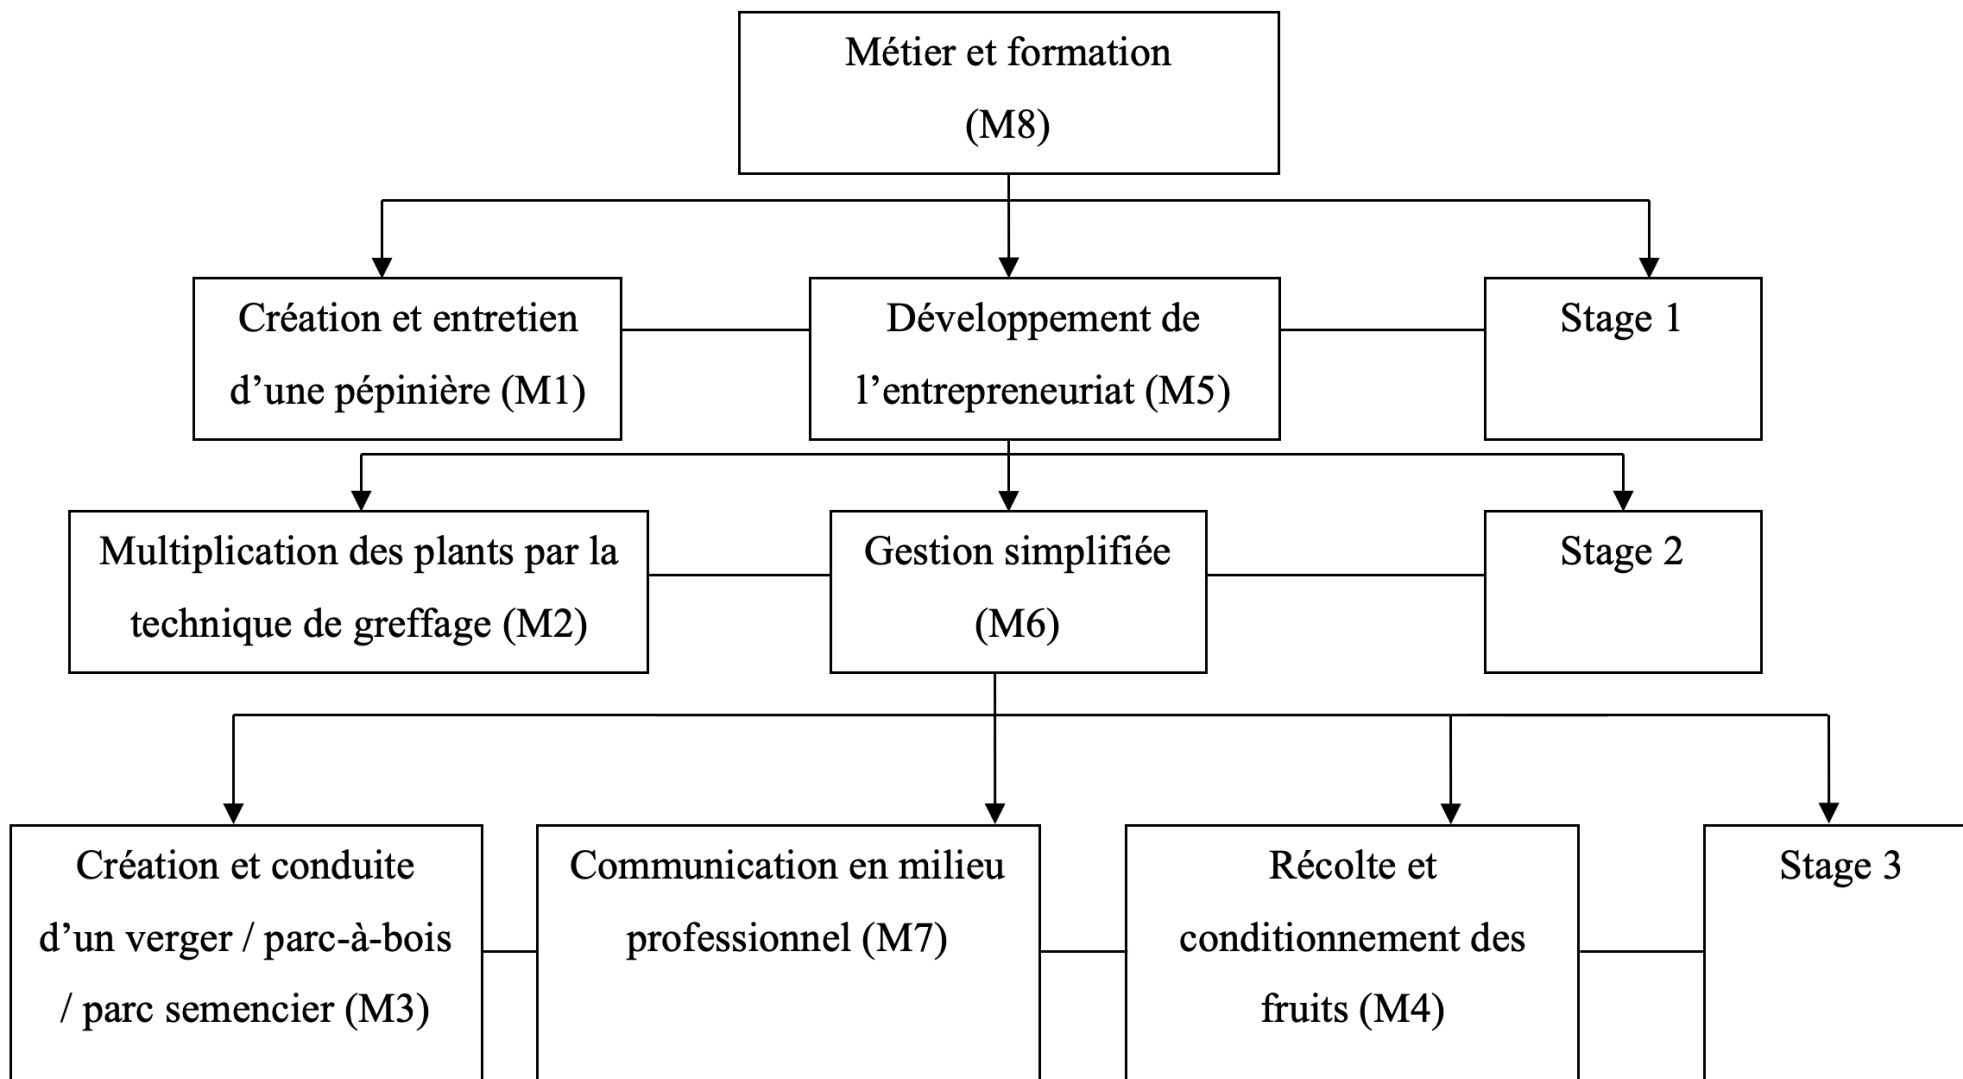 Métier et formation
(M8)
Création et entretien
d’une pépinière (M1)
Développement de
l’entrepreneuriat (M5)
Stage 1
Multiplication des plants par la
technique de greffage (M2)
Gestion simplifiée
(M6)
Stage 2
Création et conduite
d’un verger / parc-à-bois
/ parc semencier (M3)
Communication en milieu
professionnel (M7)
Récolte et
conditionnement des
fruits (M4)
Stage 3